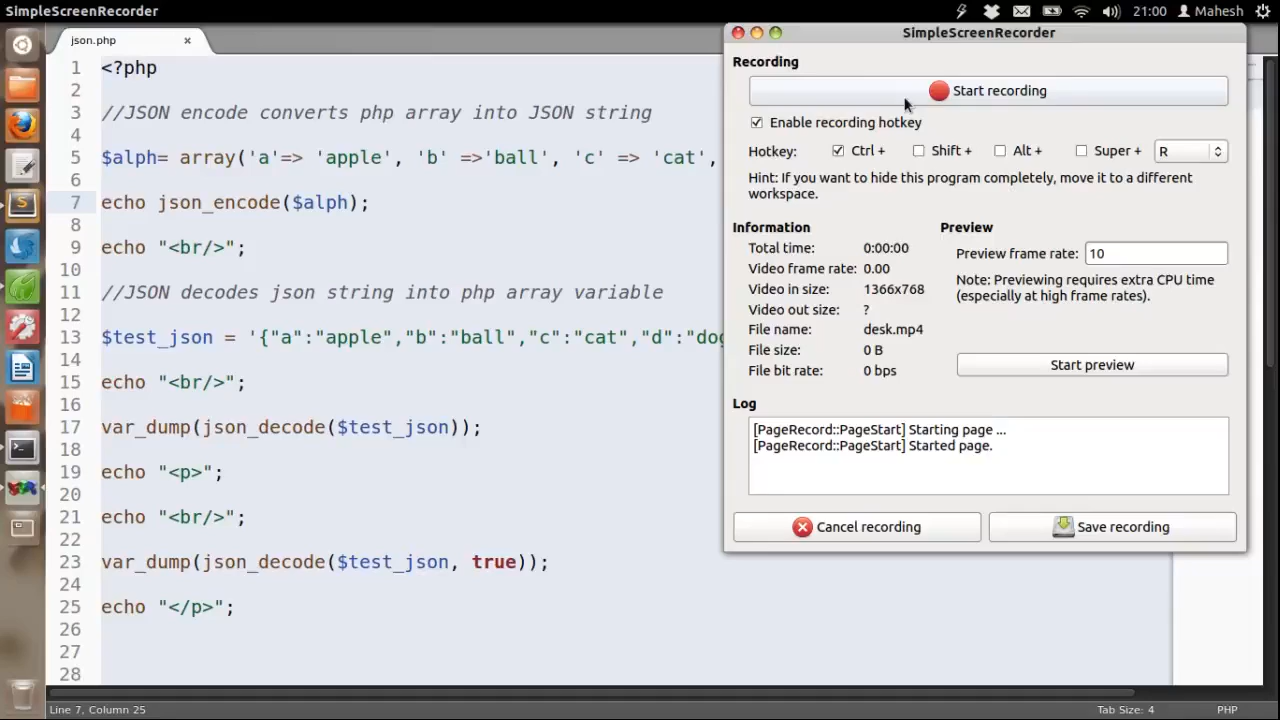 SimpleScreenRecorder
21:00 Mahesh
json.php ×
1 <?php
2
3 //JSON encode converts php array into JSON string
4
5 $alph= array('a'=> 'apple', 'b' =>'ball', 'c' => 'cat',
6
7 echo json_encode($alph);
8
9 echo "<br/>";
10
11 //JSON decodes json string into php array variable
12
13 $test_json = '{"a":"apple","b":"ball","c":"cat","d":"dog
14
15 echo "<br/>";
16
17 var_dump(json_decode($test_json));
18
19 echo "<p>";
20
21 echo "<br/>";
22
23 var_dump(json_decode($test_json, true));
24
25 echo "</p>";
26
27
28
Line 7, Column 25
Tab Size: 4
PHP
SimpleScreenRecorder
Recording
Start recording
Enable recording hotkey
Hotkey: Ctrl + Shift + Alt + Super + R
Hint: If you want to hide this program completely, move it to a different
workspace.
Information
Total time: 0:00:00
Video frame rate: 0.00
Video in size: 1366x768
Video out size: ?
File name: desk.mp4
File size: 0 B
File bit rate: 0 bps
Preview
Preview frame rate: 10
Note: Previewing requires extra CPU time
(especially at high frame rates).
Start preview
Log
[PageRecord::PageStart] Starting page ...
[PageRecord::PageStart] Started page.
Cancel recording
Save recording